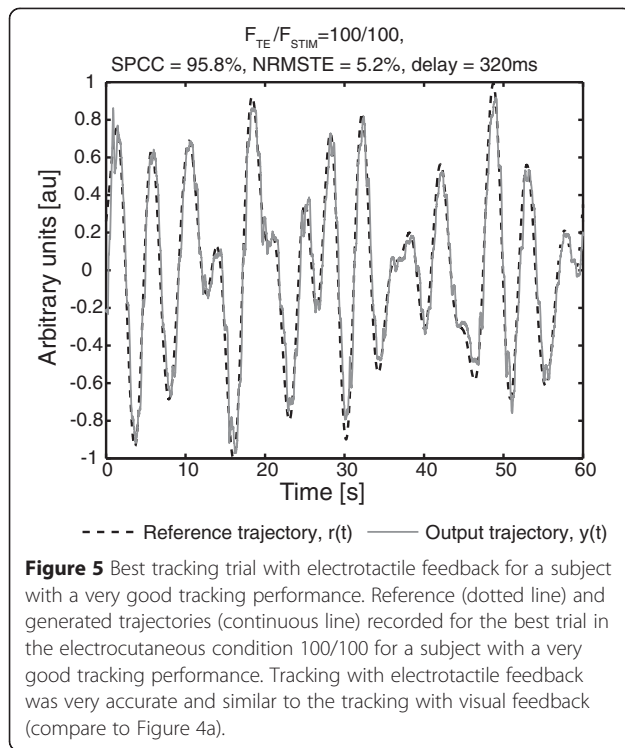 F_TE/F_STIM=100/100,
SPCC = 95.8%, NRMSTE = 5.2%, delay = 320ms
1
0.8
0.6
0.4
0.2
0
-0.2
-0.4
-0.6
-0.8
-1
Arbitrary units [au]
0 10 20 30 40 50 60
Time [s]
Reference trajectory, r(t) Output trajectory, y(t)
Figure 5 Best tracking trial with electrotactile feedback for a subject
with a very good tracking performance. Reference (dotted line) and
generated trajectories (continuous line) recorded for the best trial in
the electrocutaneous condition 100/100 for a subject with a very
good tracking performance. Tracking with electrotactile feedback
was very accurate and similar to the tracking with visual feedback
(compare to Figure 4a).